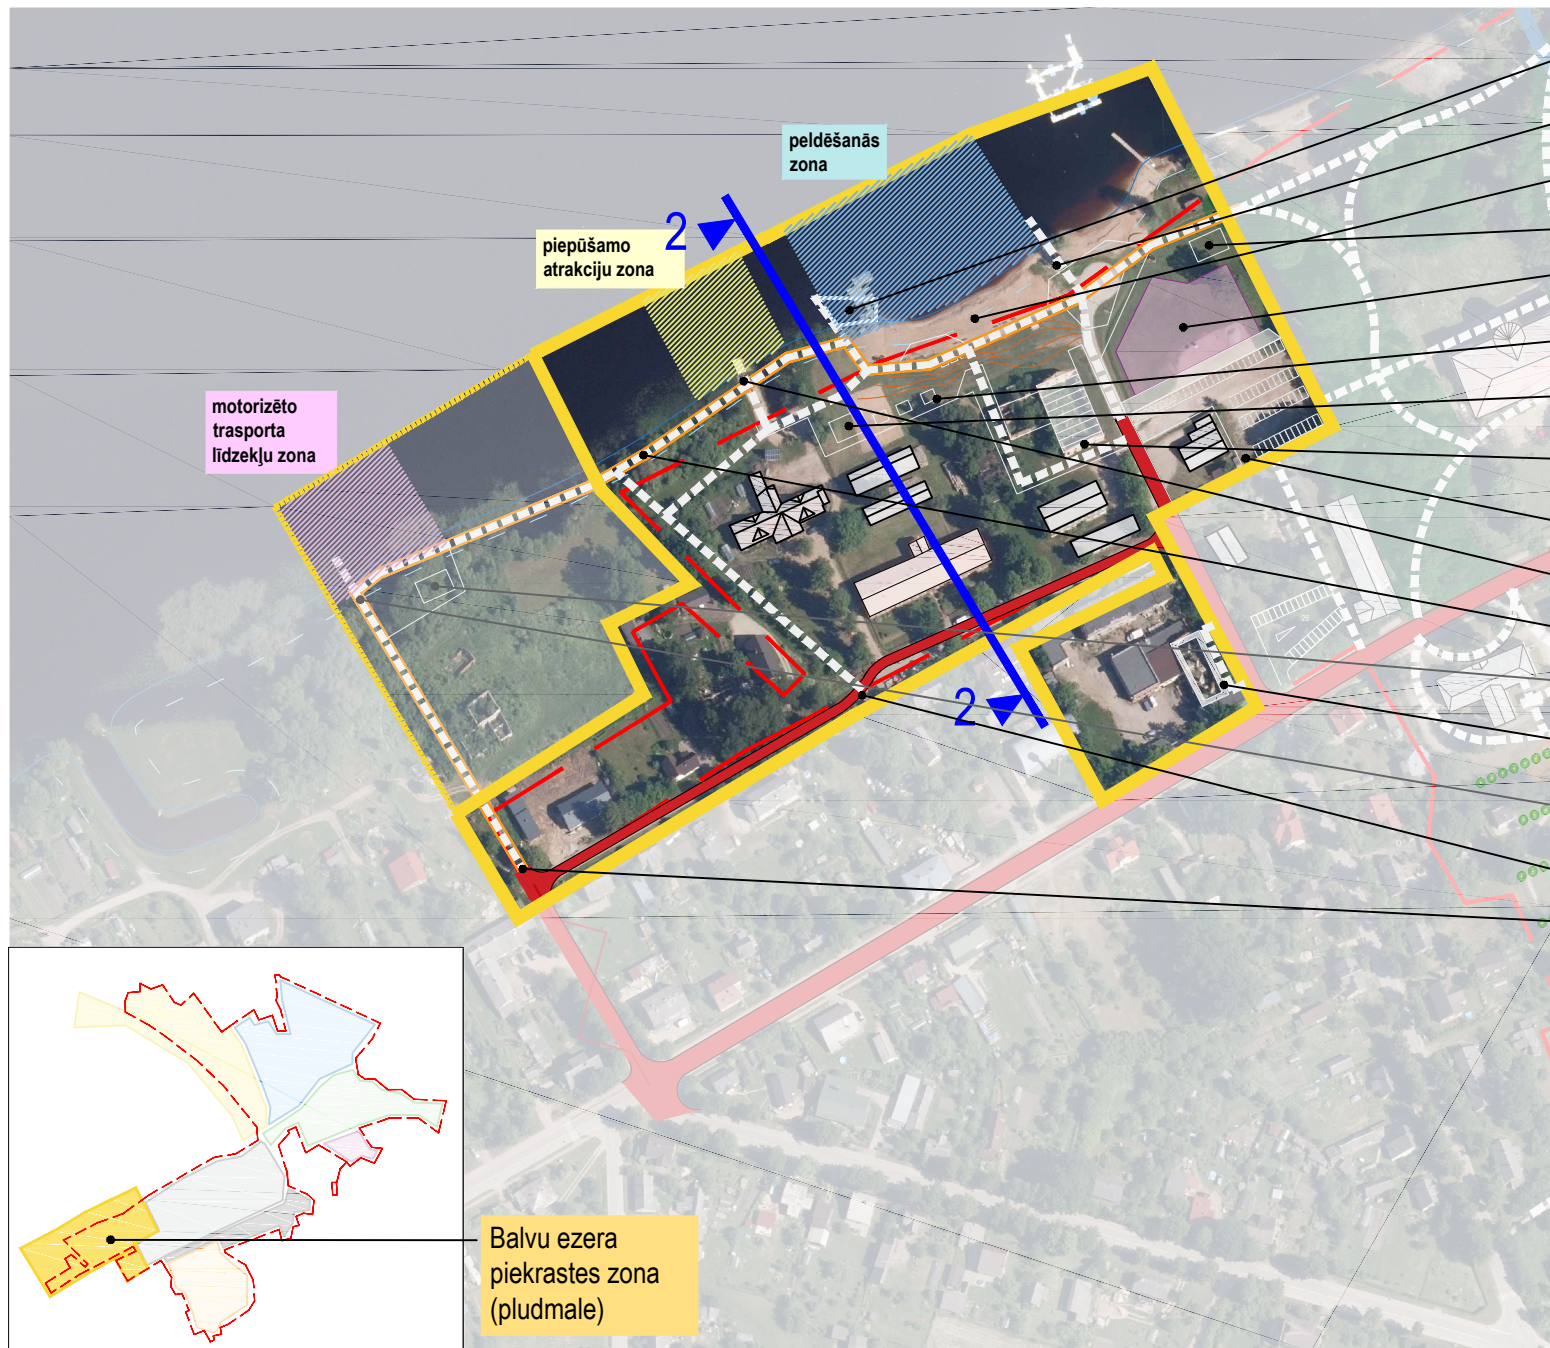 peldēšanās
zona
2
piepūšamo
atrakciju zona
motorizēto
trasporta
līdzekļu zona
2
Balvu ezera
piekrastes zona
(pludmale)